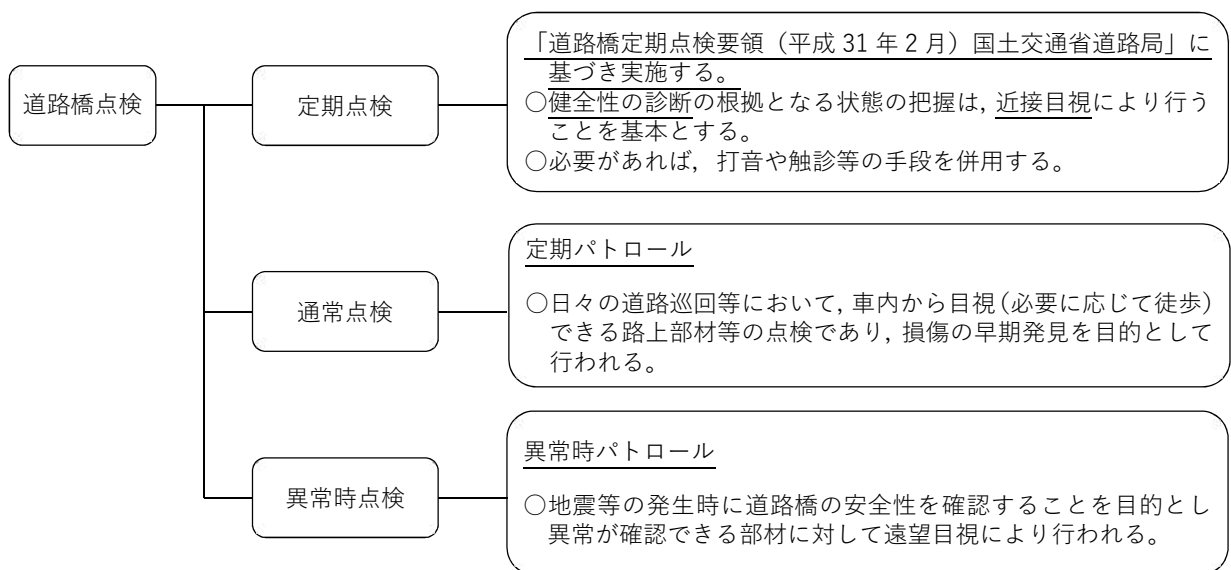 道路橋点検
定期点検
「道路橋定期点検要領（平成 31 年 2 月）国土交通省道路局」に
基づき実施する。
○健全性の診断の根拠となる状態の把握は，近接目視により行う
ことを基本とする。
○必要があれば，打音や触診等の手段を併用する。
通常点検
定期パトロール
○日々の道路巡回等において，車内から目視（必要に応じて徒歩）
できる路上部材等の点検であり，損傷の早期発見を目的として
行われる。
異常時点検
異常時パトロール
○地震等の発生時に道路橋の安全性を確認することを目的とし
異常が確認できる部材に対して遠望目視により行われる。